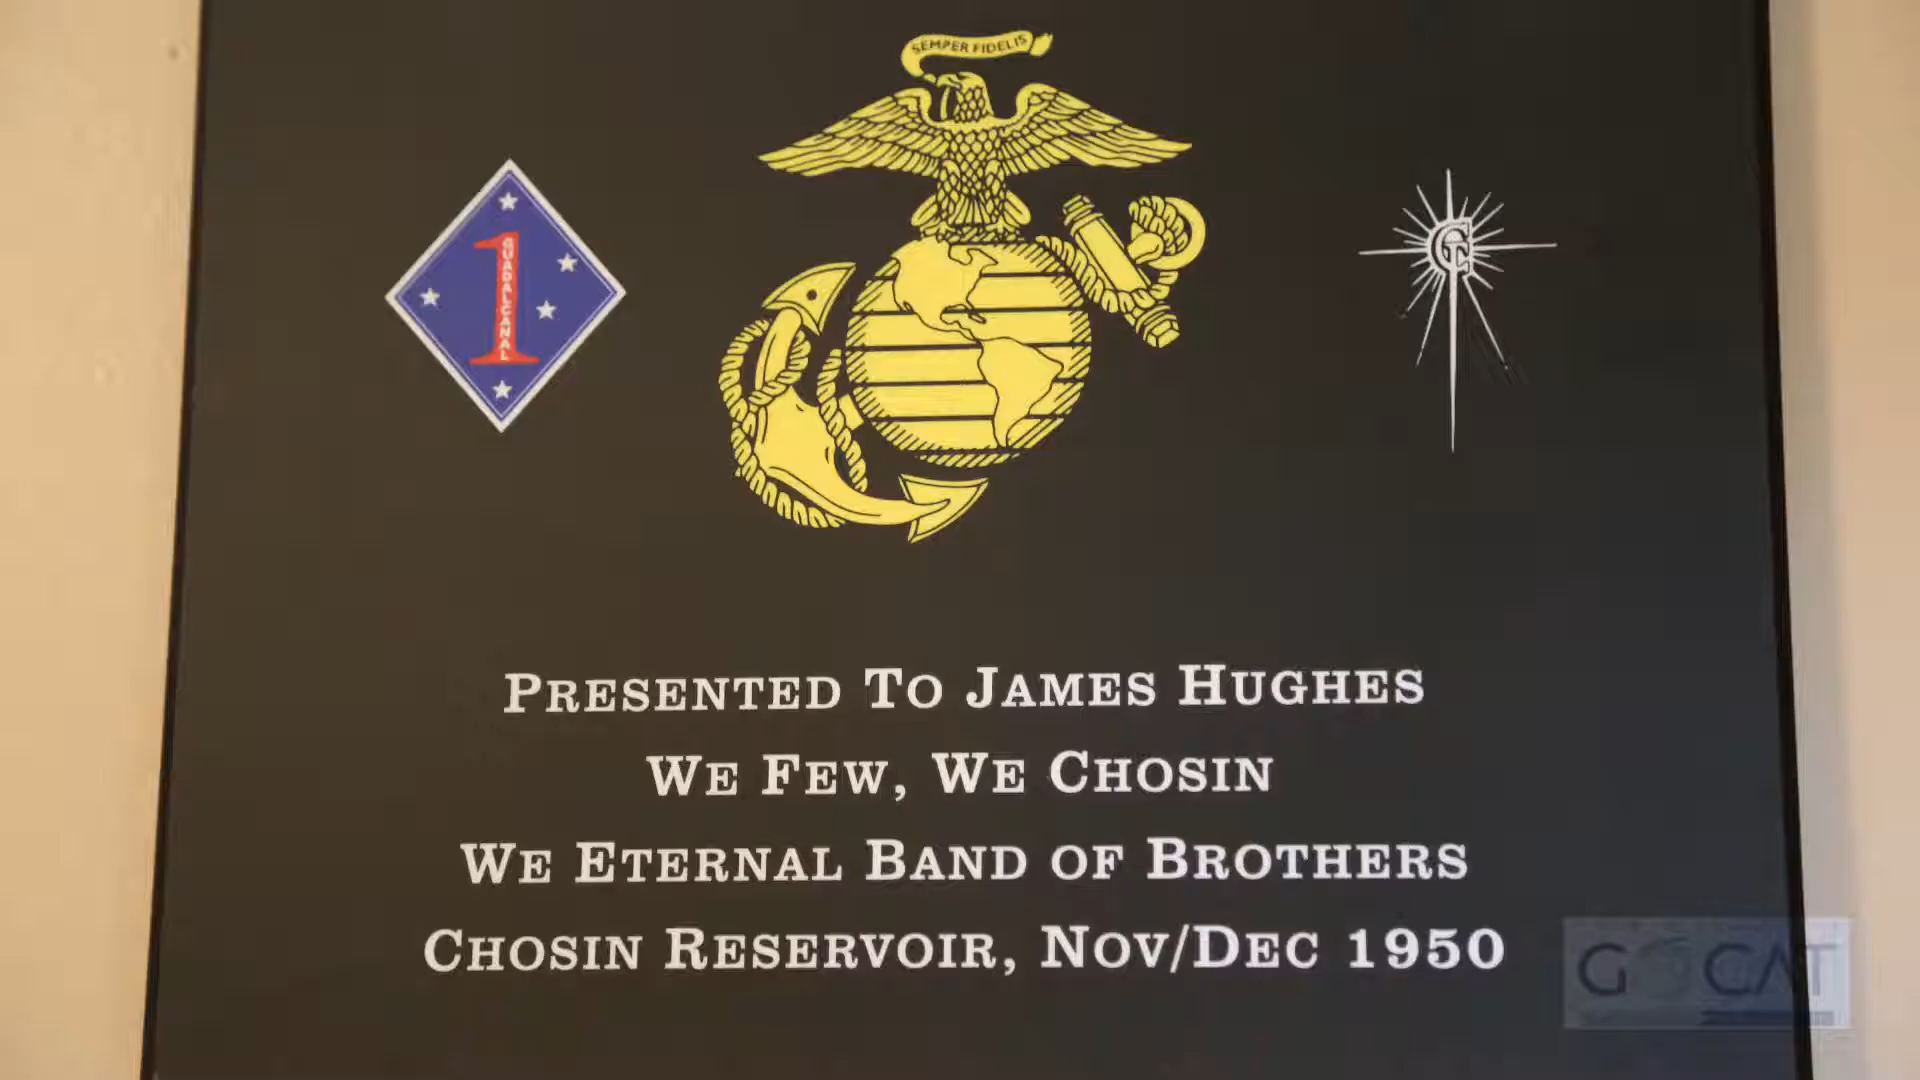 SEMPER FIDELIS
1
GUADALCANAL
PRESENTED TO JAMES HUGHES
WE FEW, WE CHOSIN
WE ETERNAL BAND OF BROTHERS
CHOSIN RESERVOIR, NOV/DEC 1950
GOCAT